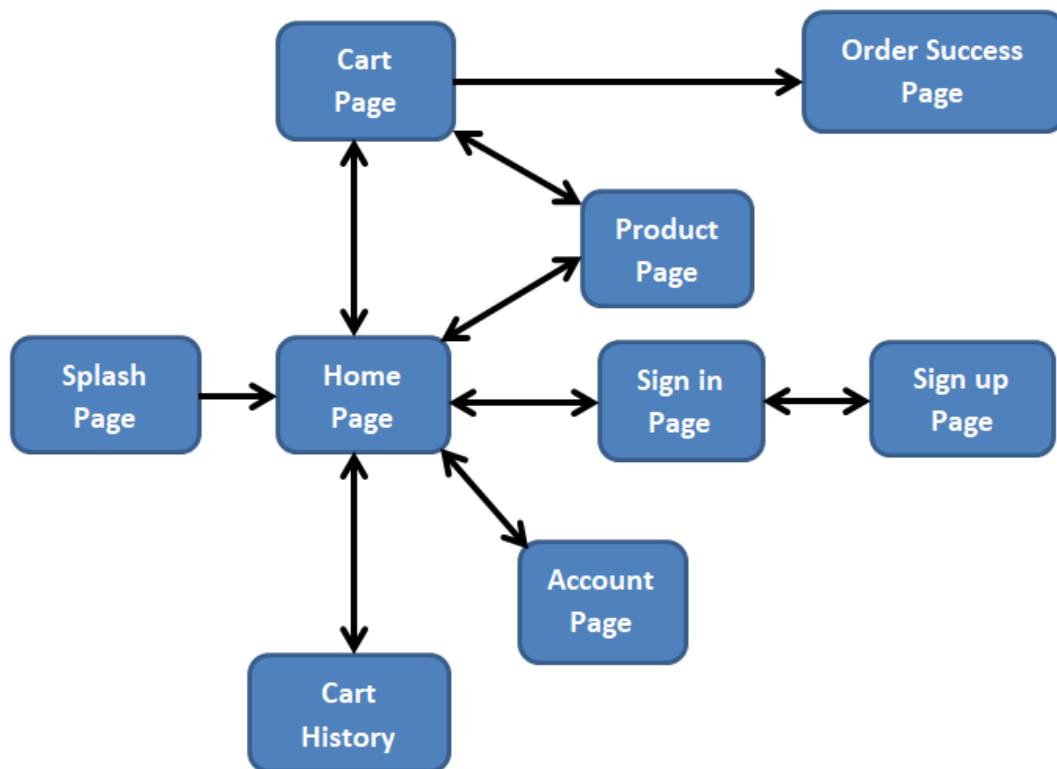 Cart
Page
Order Success
Page
Product
Page
Splash
Page
Home
Page
Sign in
Page
Sign up
Page
Account
Page
Cart
History